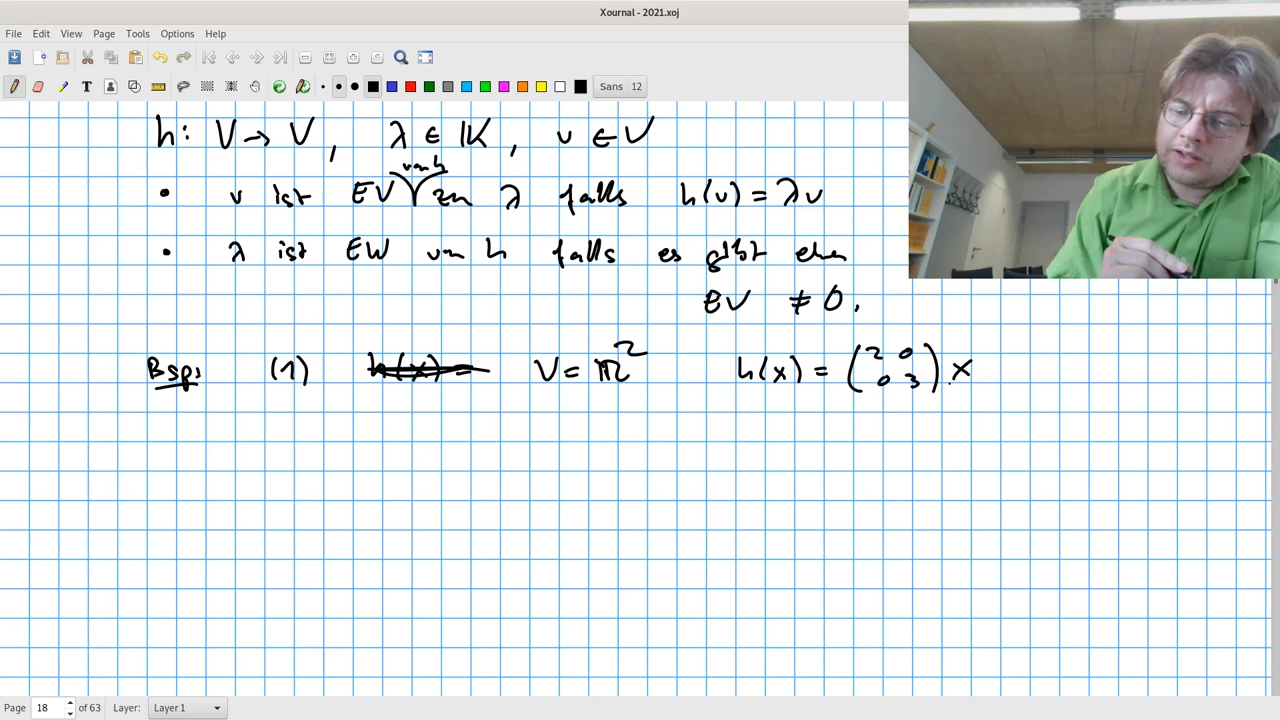 Xournal - 2021.xoj
File Edit View Page Tools Options Help
Sans 12
h: V → V, λ ∈ K, v ∈ V
von h
• v ist EV zu λ falls h(v) = λv
• λ ist EW von h falls es gibt ein
EV ≠ 0.
Bsp: (1) h(x) = V = ℝ² h(x) = (2 0
0 3) x
Page 18 of 63 Layer: Layer 1